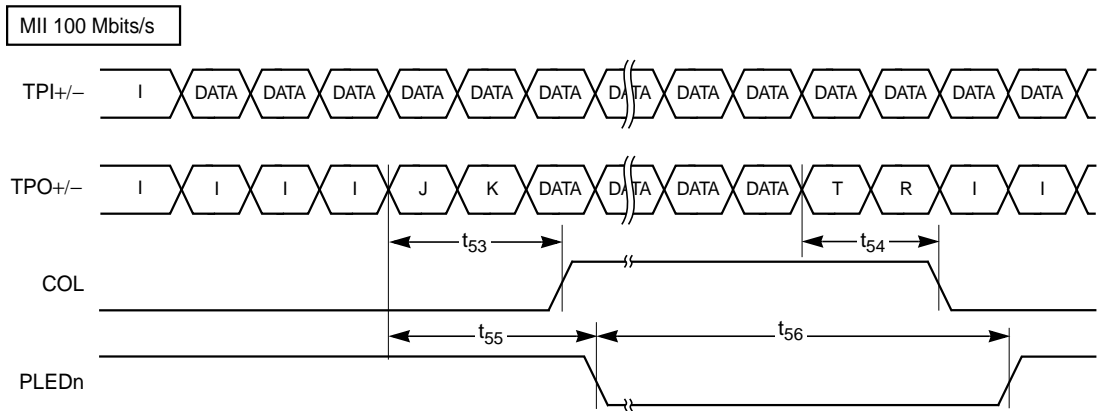 MII 100 Mbits/s
TPI+/– I DATA DATA DATA DATA DATA DATA DATA DATA DATA DATA DATA DATA DATA
TPO+/– I I I I J K DATA DATA DATA DATA T R I I
t53 t54
COL
t55 t56
PLEDn